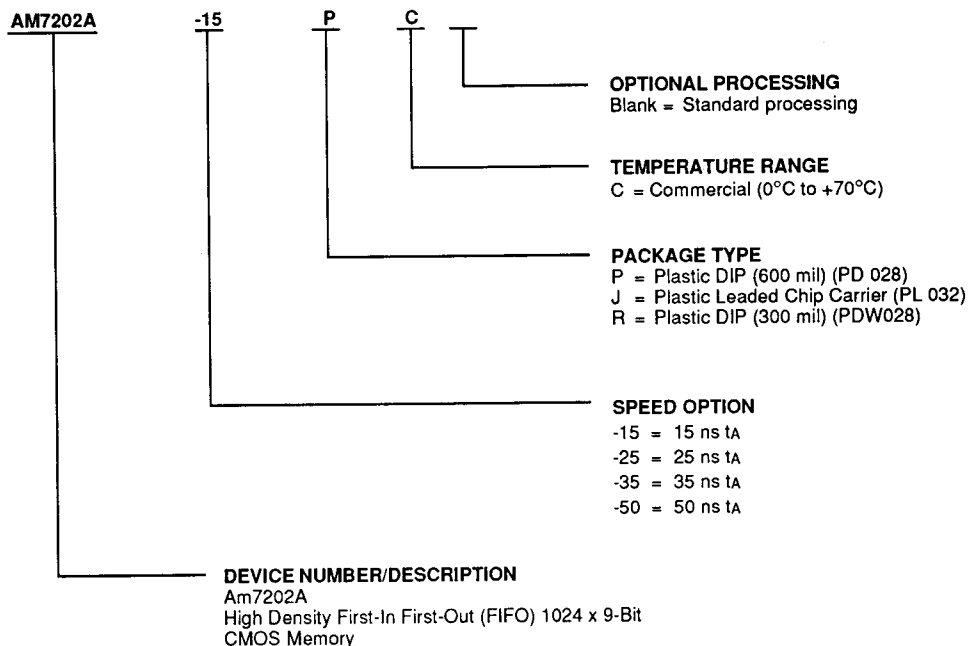 AM7202A -15 P C
OPTIONAL PROCESSING
Blank = Standard processing
TEMPERATURE RANGE
C = Commercial (0°C to +70°C)
PACKAGE TYPE
P = Plastic DIP (600 mil) (PD 028)
J = Plastic Leaded Chip Carrier (PL 032)
R = Plastic DIP (300 mil) (PDW028)
SPEED OPTION
-15 = 15 ns tA
-25 = 25 ns tA
-35 = 35 ns tA
-50 = 50 ns tA
DEVICE NUMBER/DESCRIPTION
Am7202A
High Density First-In First-Out (FIFO) 1024 x 9-Bit
CMOS Memory